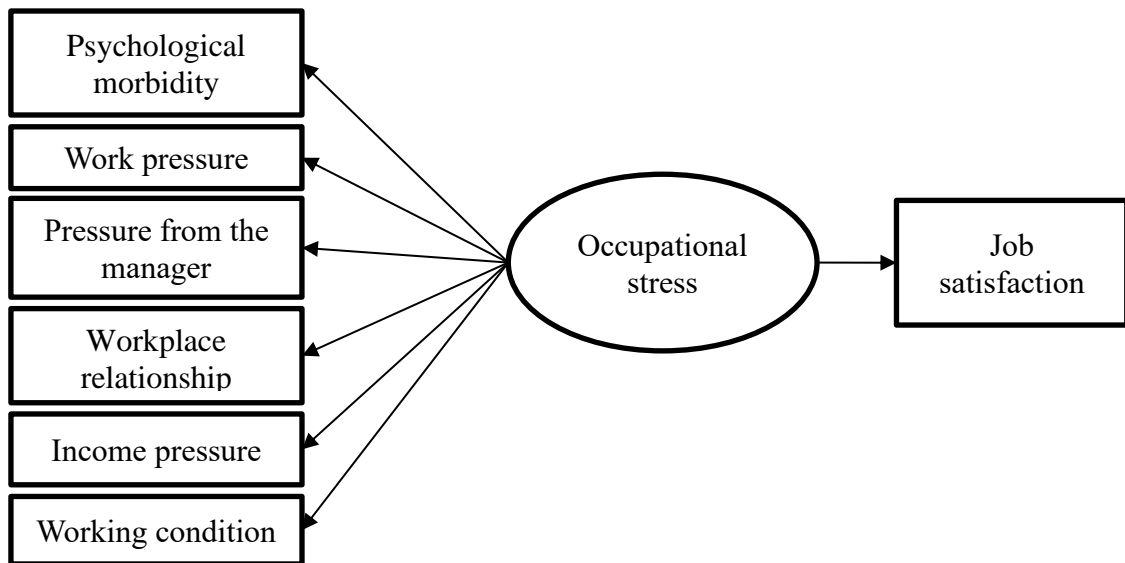 Psychological
morbidity
Work pressure
Pressure from the
manager
Workplace
relationship
Income pressure
Working condition
Occupational
stress
Job
satisfaction